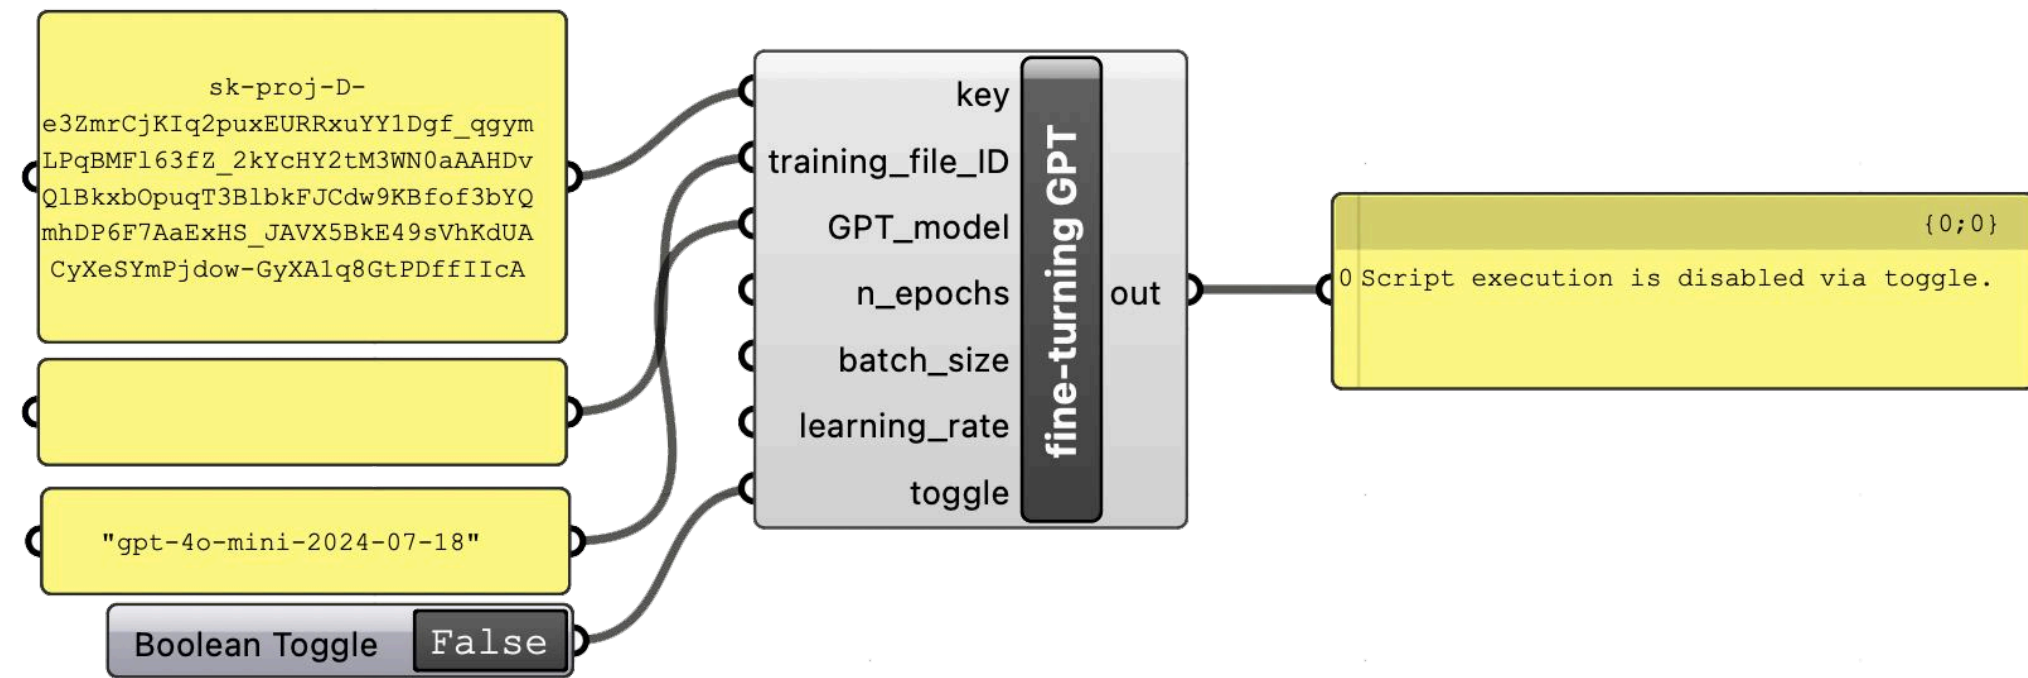 sk-proj-D-
e3ZmrCjKIq2puxEURRxuYY1Dgf_qgym
LPqBMFl63fZ_2kYcHY2tM3WN0aAAHDv
QlBkxbOpuqT3BlbkFJCdw9KBfof3bYQ
mhDP6F7AaExHS_JAVX5BkE49sVhKdUA
CyXeSYmPjdow-GyXA1q8GtPDffIIcA
"gpt-4o-mini-2024-07-18"
Boolean Toggle False
key
training_file_ID
GPT_model
n_epochs
batch_size
learning_rate
toggle
fine-turning GPT
out
{0;0}
0 Script execution is disabled via toggle.